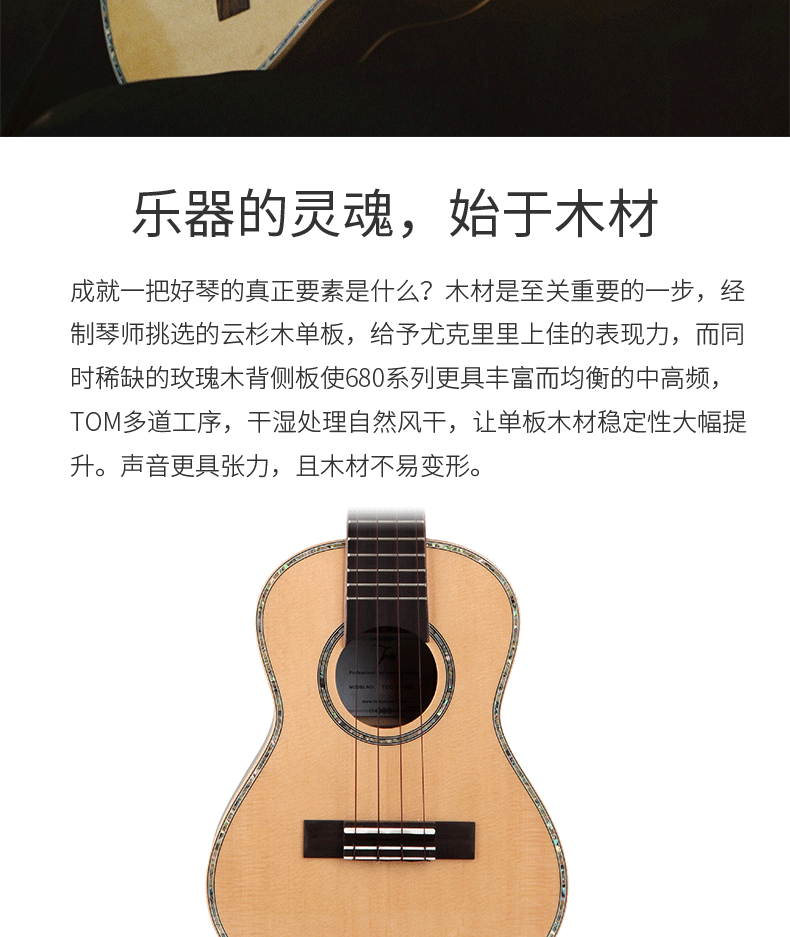 乐器的灵魂，始于木材
成就一把好琴的真正要素是什么？木材是至关重要的一步，经
制琴师挑选的云杉木单板，给予尤克里里上佳的表现力，而同
时稀缺的玫瑰木背侧板使680系列更具丰富而均衡的中高频，
TOM多道工序，干湿处理自然风干，让单板木材稳定性大幅提
升。声音更具张力，且木材不易变形。